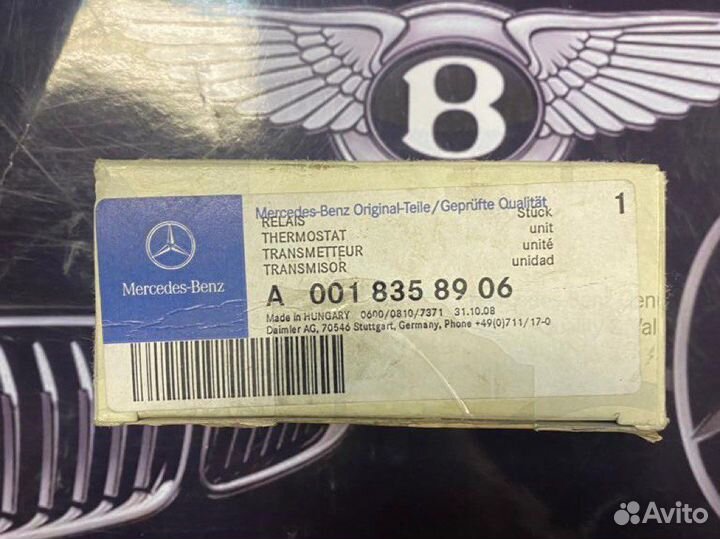 B
Mercedes-Benz Original-Teile/Geprüfte Qualität
RELAIS Stück 1
THERMOSTAT unit
TRANSMETTEUR unité
TRANSMISOR unidad
Mercedes-Benz
A 001 835 89 06
Made in HUNGARY 0600/0810/7371 31.10.08
Daimler AG, 70546 Stuttgart, Germany, Phone +49(0)711/17-0
Avito